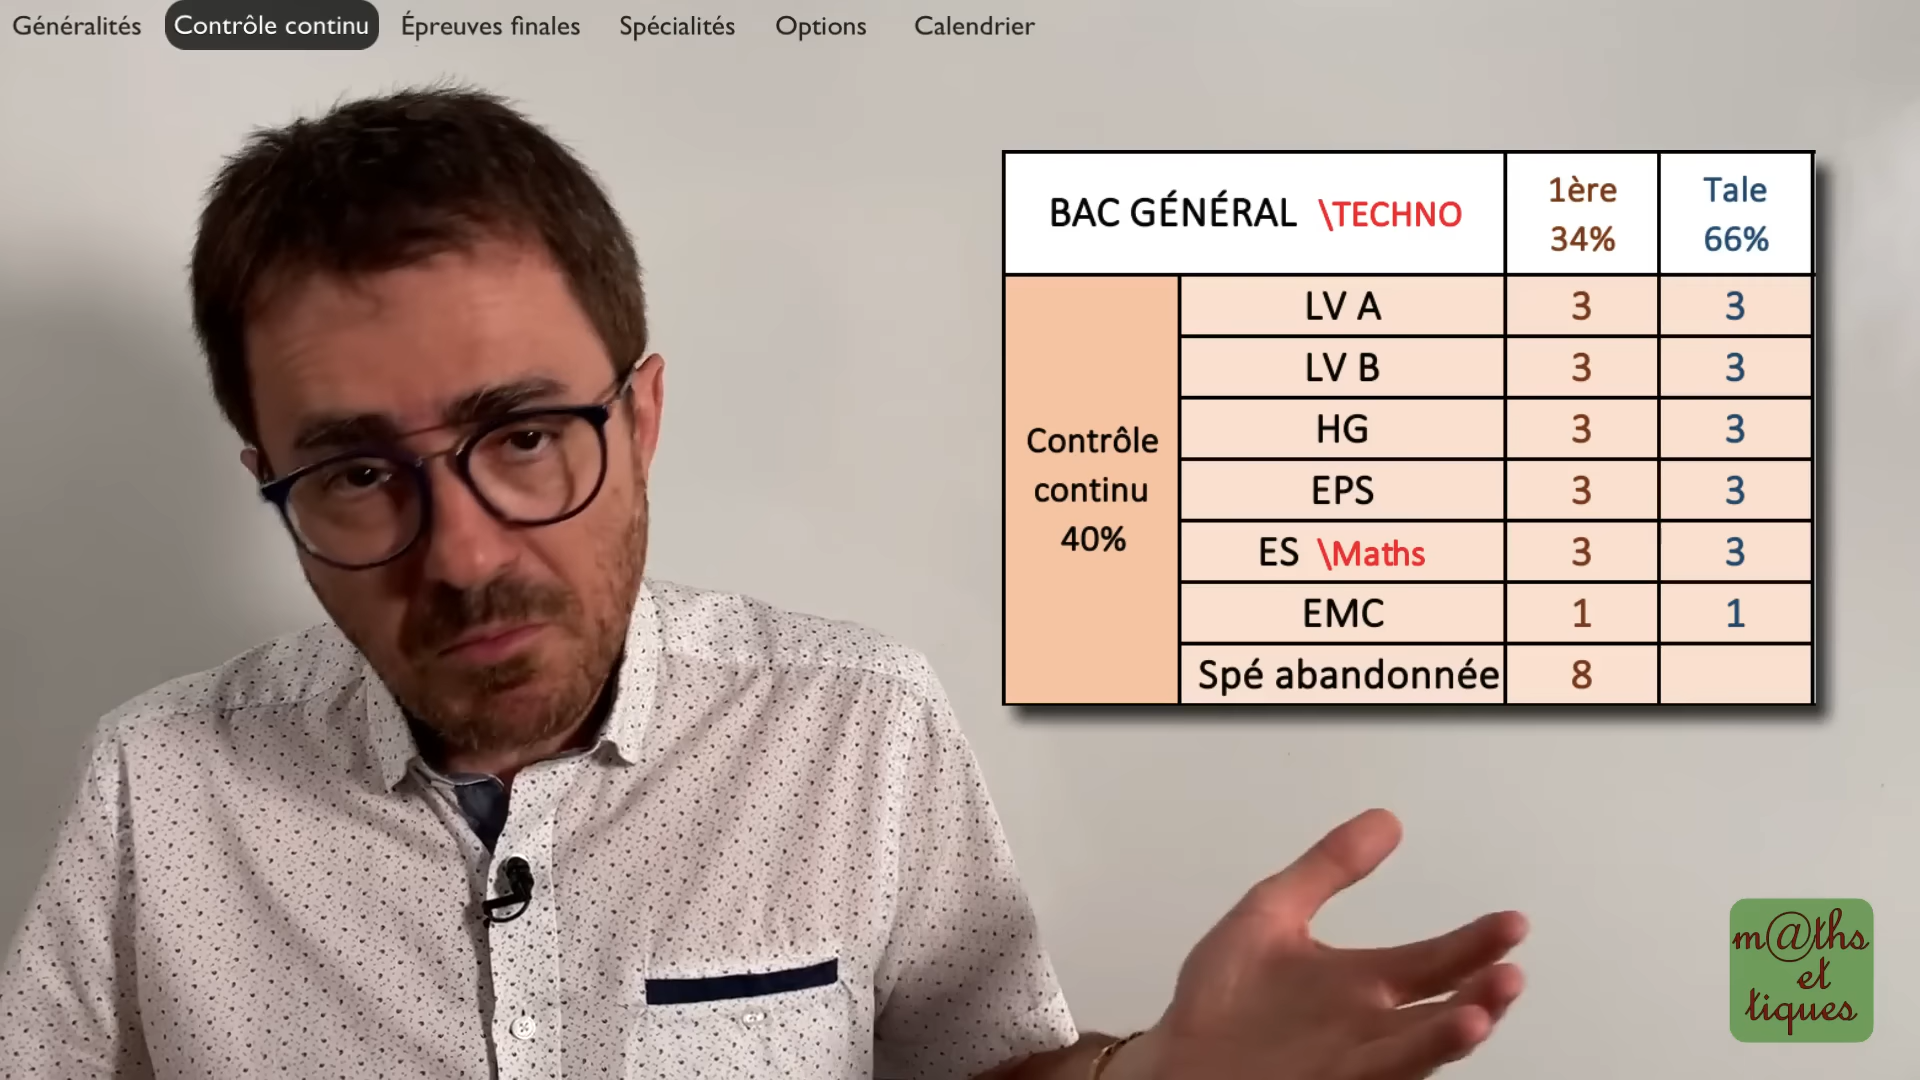 Généralités Contrôle continu Épreuves finales Spécialités Options Calendrier
BAC GÉNÉRAL \TECHNO 1ère 34% Tale 66%
Contrôle continu 40%
LV A 3 3
LV B 3 3
HG 3 3
EPS 3 3
ES \Maths 3 3
EMC 1 1
Spé abandonnée 8
m@ths
et
tiques